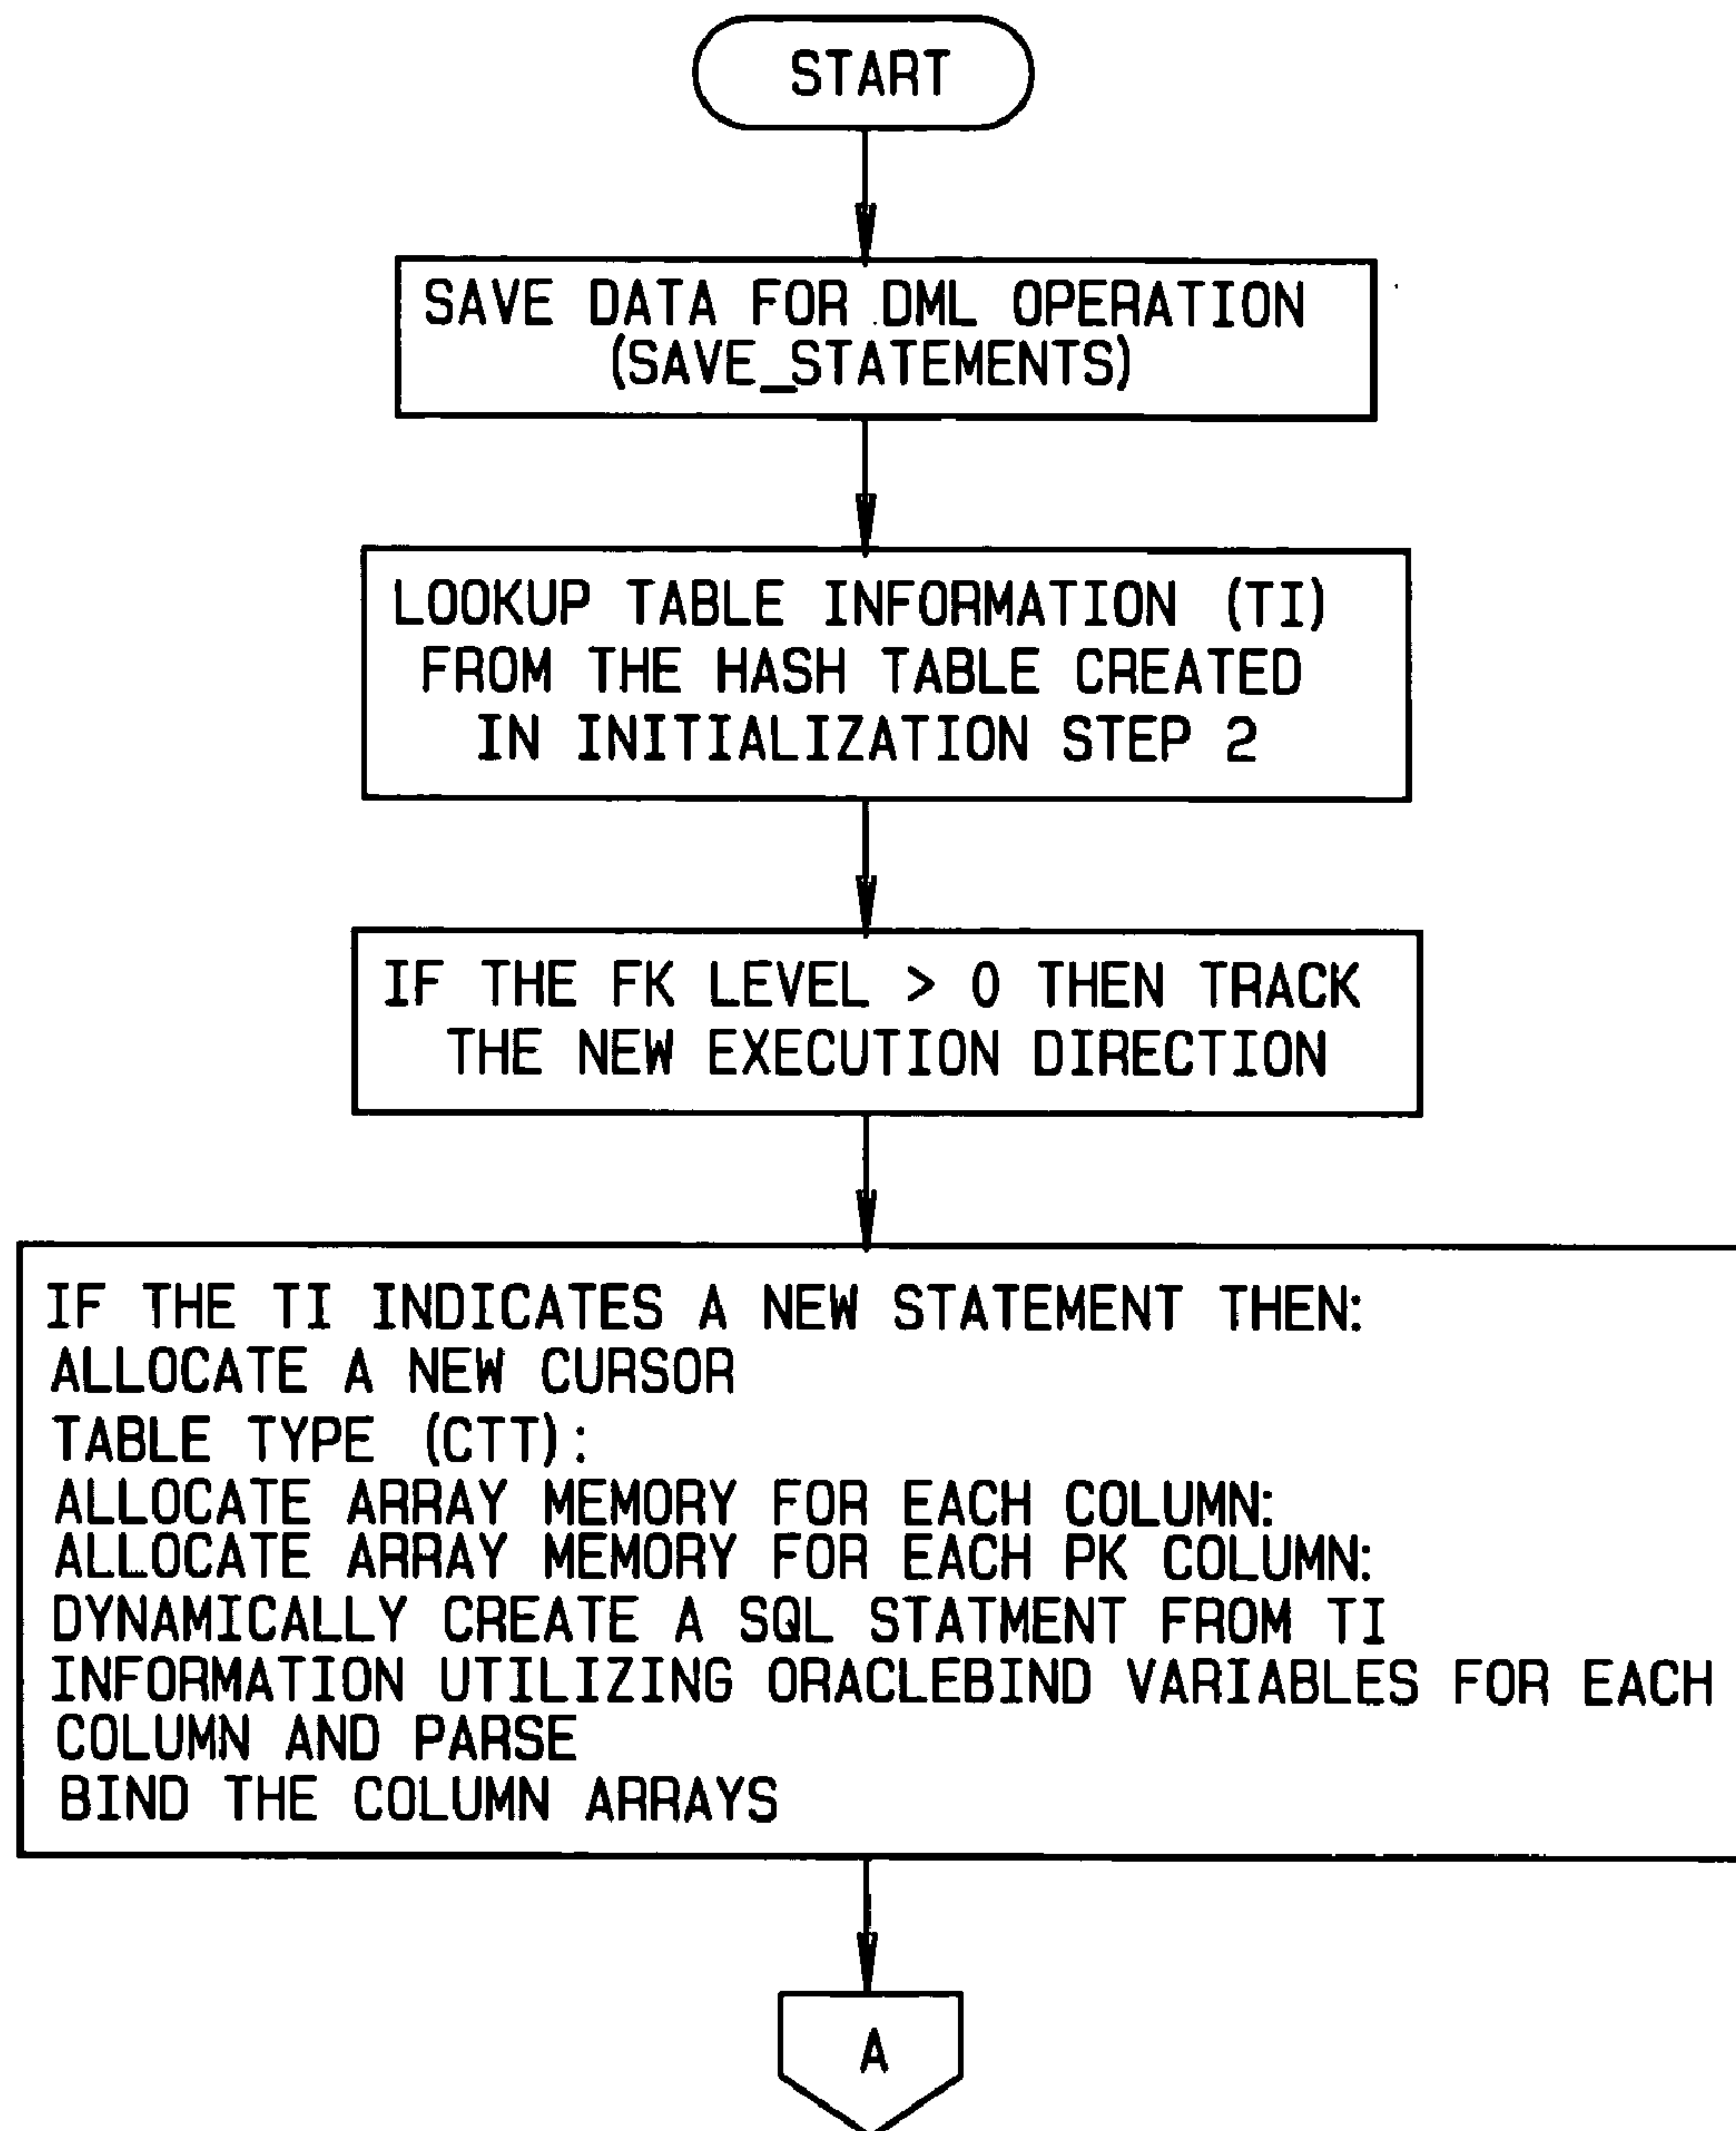 START
SAVE DATA FOR DML OPERATION
(SAVE_STATEMENTS)
LOOKUP TABLE INFORMATION (TI)
FROM THE HASH TABLE CREATED
IN INITIALIZATION STEP 2
IF THE FK LEVEL > 0 THEN TRACK
THE NEW EXECUTION DIRECTION
IF THE TI INDICATES A NEW STATEMENT THEN:
ALLOCATE A NEW CURSOR
TABLE TYPE (CTT):
ALLOCATE ARRAY MEMORY FOR EACH COLUMN:
ALLOCATE ARRAY MEMORY FOR EACH PK COLUMN:
DYNAMICALLY CREATE A SQL STATMENT FROM TI
INFORMATION UTILIZING ORACLEBIND VARIABLES FOR EACH
COLUMN AND PARSE
BIND THE COLUMN ARRAYS
A